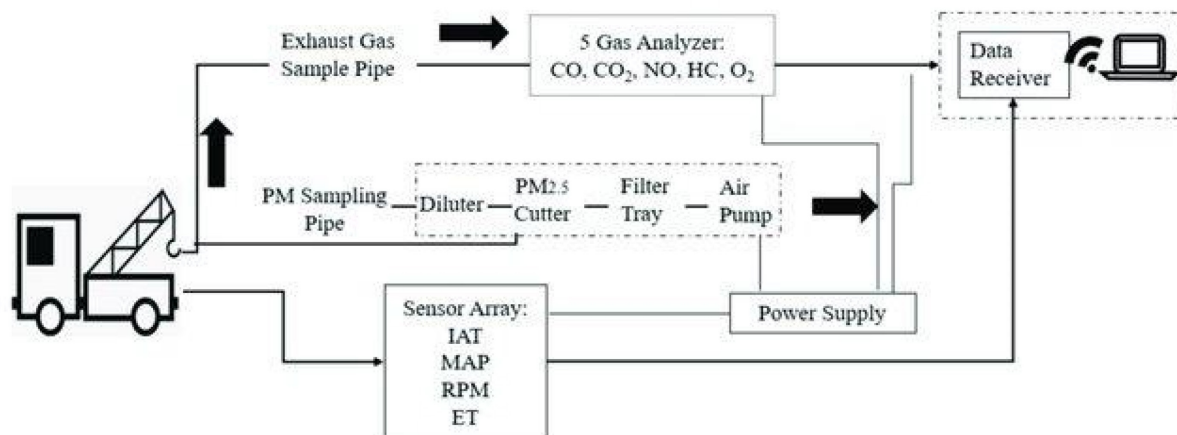 Exhaust Gas
Sample Pipe
5 Gas Analyzer:
CO, CO₂, NO, HC, O₂
Data
Receiver
PM Sampling
Pipe
Diluter
PM2.5
Cutter
Filter
Tray
Air
Pump
Sensor Array:
IAT
MAP
RPM
ET
Power Supply